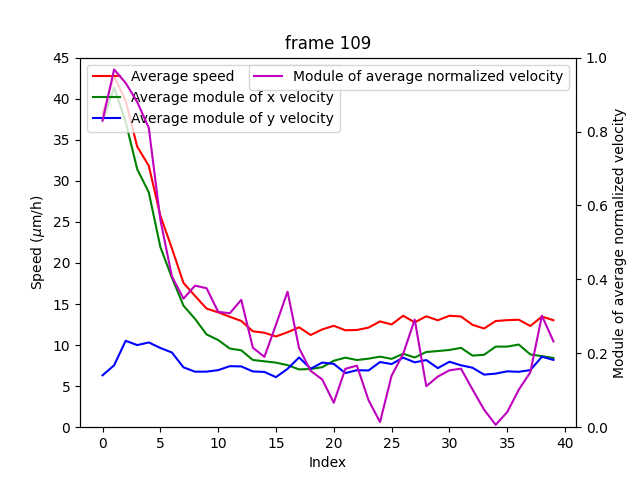 frame 109
Average speed
Average module of x velocity
Average module of y velocity
Module of average normalized velocity
45
40
35
30
25
20
15
10
5
0
Speed (μm/h)
1.0
0.8
0.6
0.4
0.2
0.0
Module of average normalized velocity
0 5 10 15 20 25 30 35 40
Index